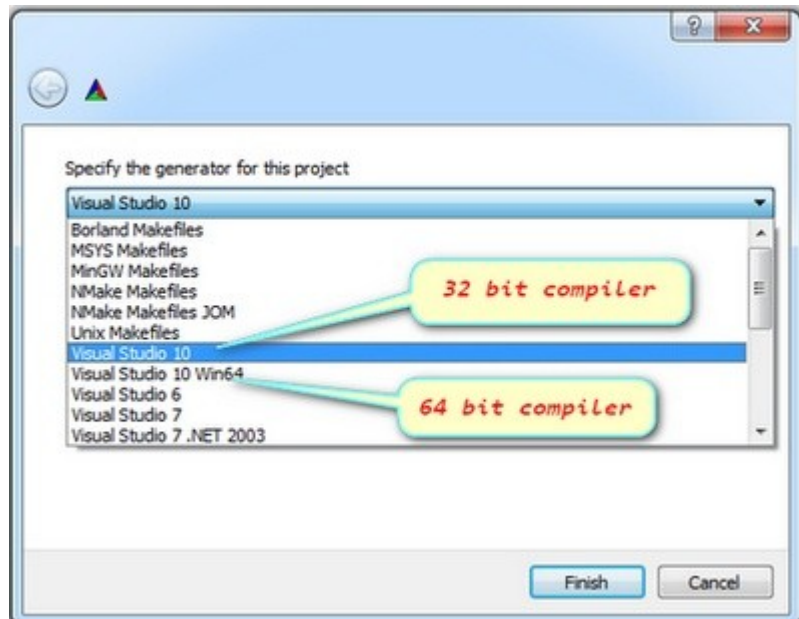 Specify the generator for this project
Visual Studio 10
Borland Makefiles
MSYS Makefiles
MinGW Makefiles
NMake Makefiles
NMake Makefiles JOM
Unix Makefiles
Visual Studio 10
Visual Studio 10 Win64
Visual Studio 6
Visual Studio 7
Visual Studio 7 .NET 2003
32 bit compiler
64 bit compiler
Finish
Cancel